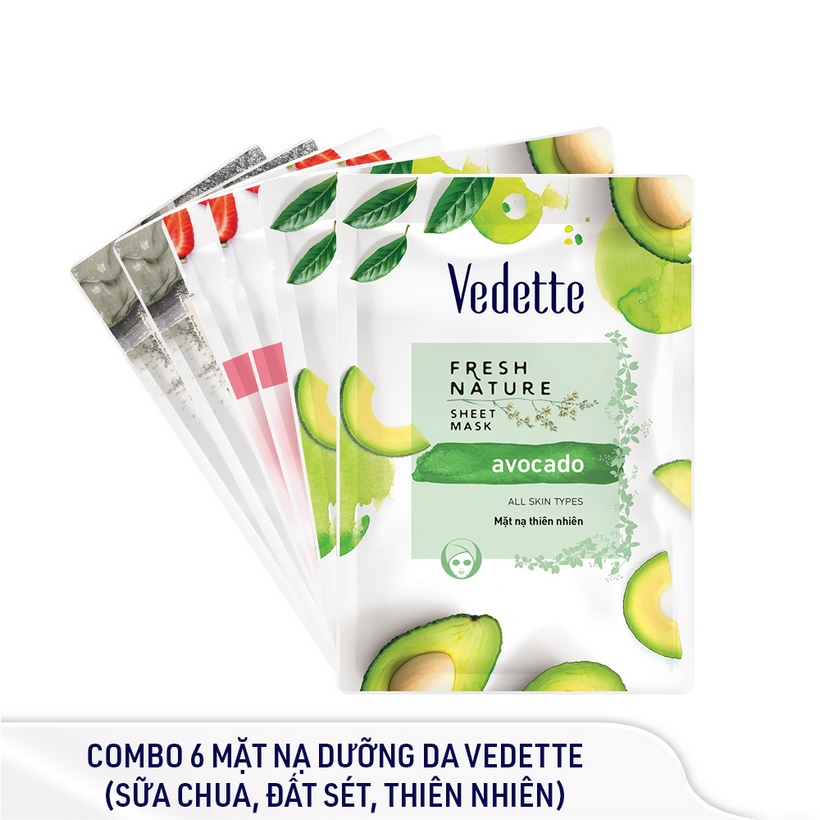 Vedette
FRESH
NATURE
SHEET
MASK
avocado
ALL SKIN TYPES
Mặt nạ thiên nhiên
COMBO 6 MẶT NẠ DƯỠNG DA VEDETTE
(SỮA CHUA, ĐẤT SÉT, THIÊN NHIÊN)